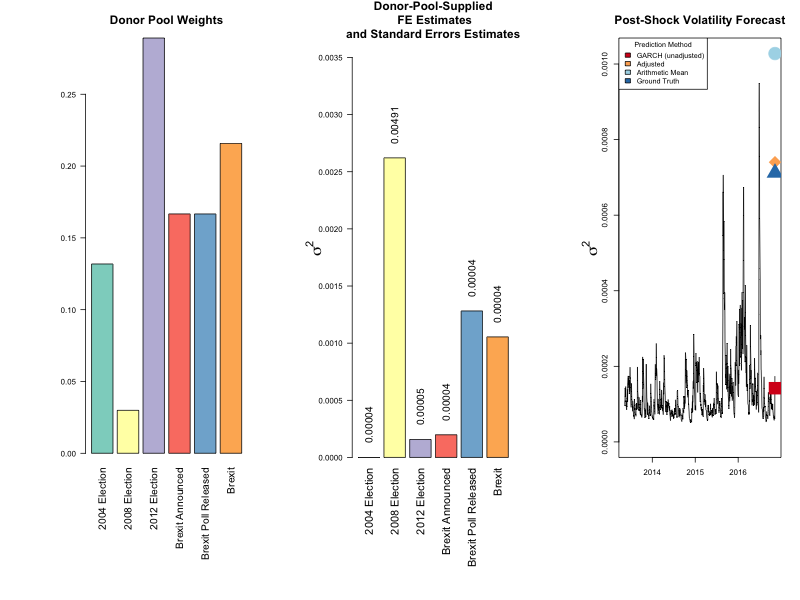 Donor Pool Weights
0.25
0.20
0.15
0.10
0.05
0.00
2004 Election
2008 Election
2012 Election
Brexit Announced
Brexit Poll Released
Brexit
Donor-Pool-Supplied
FE Estimates
and Standard Errors Estimates
σ2
0.0035
0.0030
0.0025
0.0020
0.0015
0.0010
0.0005
0.0000
0.00004
0.00491
0.00005
0.00004
0.00004
0.00004
2004 Election
2008 Election
2012 Election
Brexit Announced
Brexit Poll Released
Brexit
Post-Shock Volatility Forecast
σ2
0.0010
0.0008
0.0006
0.0004
0.0002
0.0000
Prediction Method
GARCH (unadjusted)
Adjusted
Arithmetic Mean
Ground Truth
2014
2015
2016